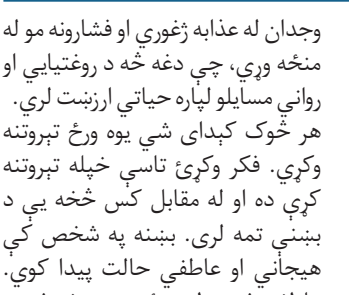 وجدان له عذابه ژغوري او فشارونه مو له
منځه وړي، چې دغه څه د روغتیايي او
رواني مسایلو لپاره حیاتي ارزښت لري.
هر څوک کېدای شي یوه ورځ تېروتنه
وکړي. فکر وکړئ تاسې خپله تېروتنه
کړې ده او له مقابل کس څخه یې د
بښنې تمه لرئ. بښنه په شخص کې
هیجاني او عاطفي حالت پیدا کوي.